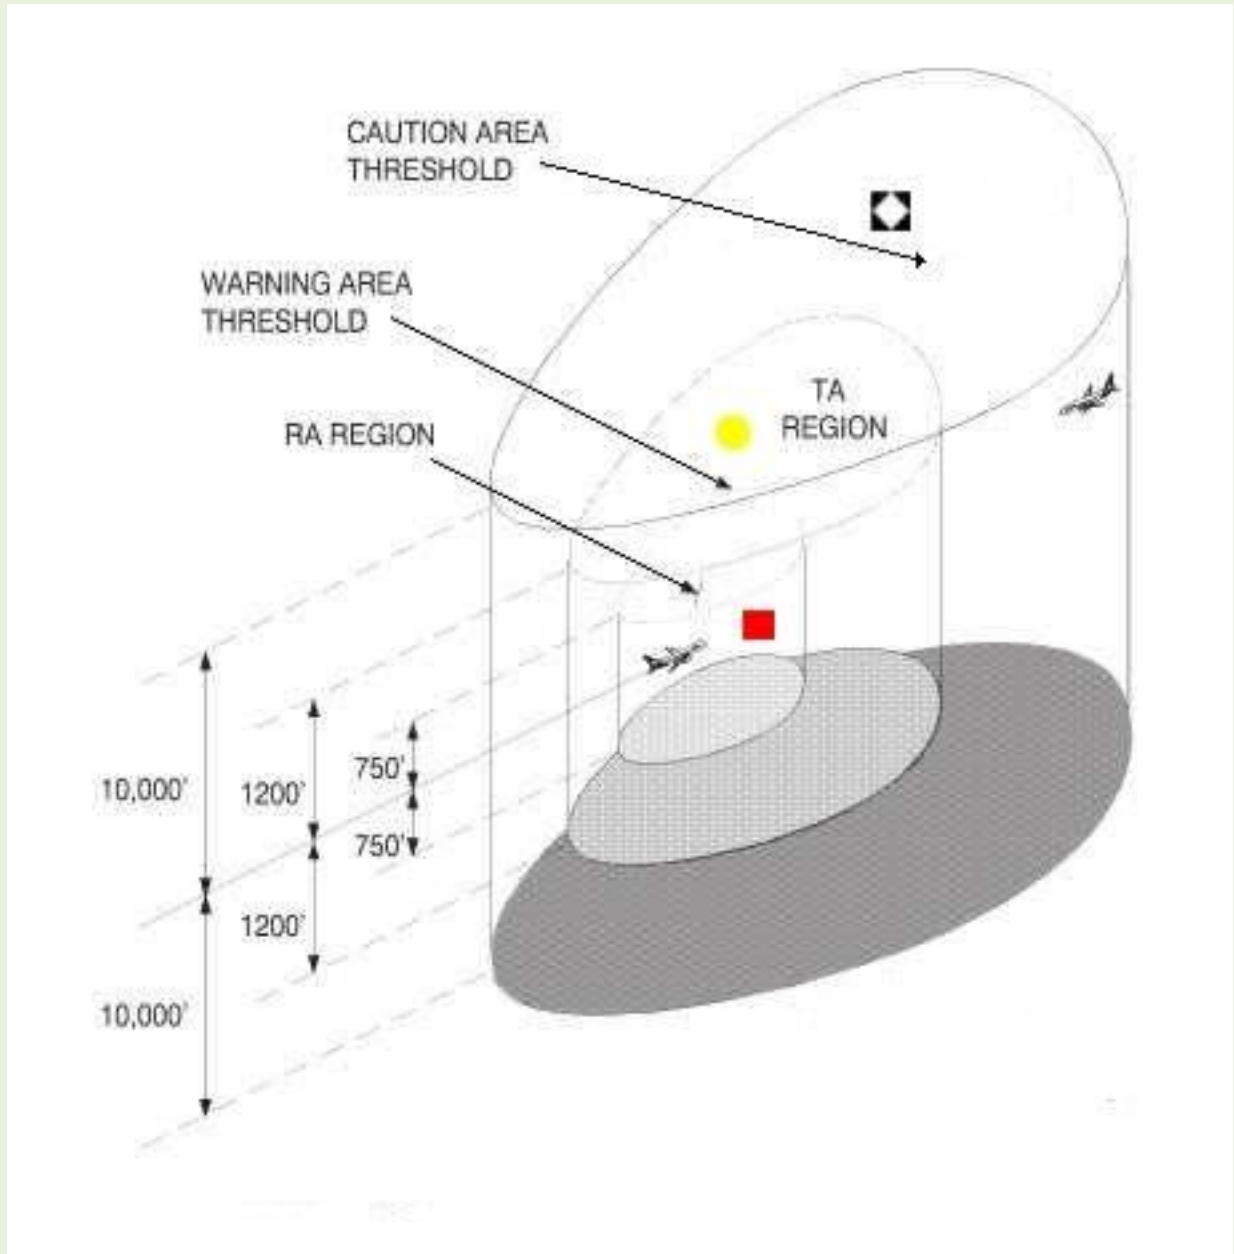 CAUTION AREA
THRESHOLD
WARNING AREA
THRESHOLD
RA REGION
TA
REGION
750'
10,000'
1200'
750'
1200'
10,000'